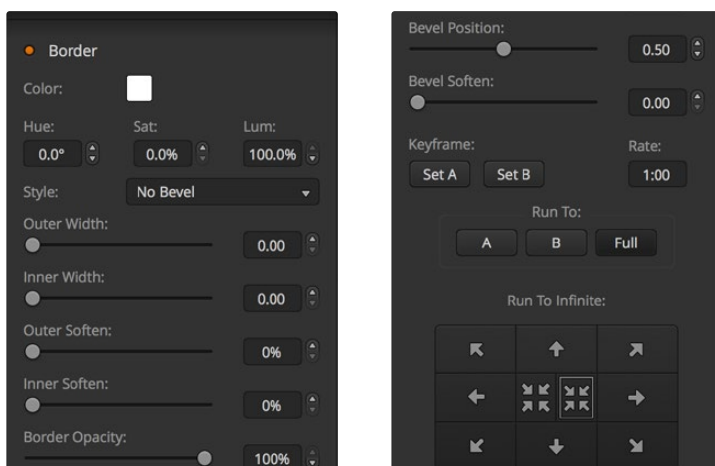 Border
Color:
Hue: Sat: Lum:
0.0° 0.0% 100.0%
Style: No Bevel
Outer Width:
0.00
Inner Width:
0.00
Outer Soften:
0%
Inner Soften:
0%
Border Opacity:
100%
Bevel Position:
0.50
Bevel Soften:
0.00
Keyframe: Rate:
Set A Set B 1:00
Run To:
A B Full
Run To Infinite: